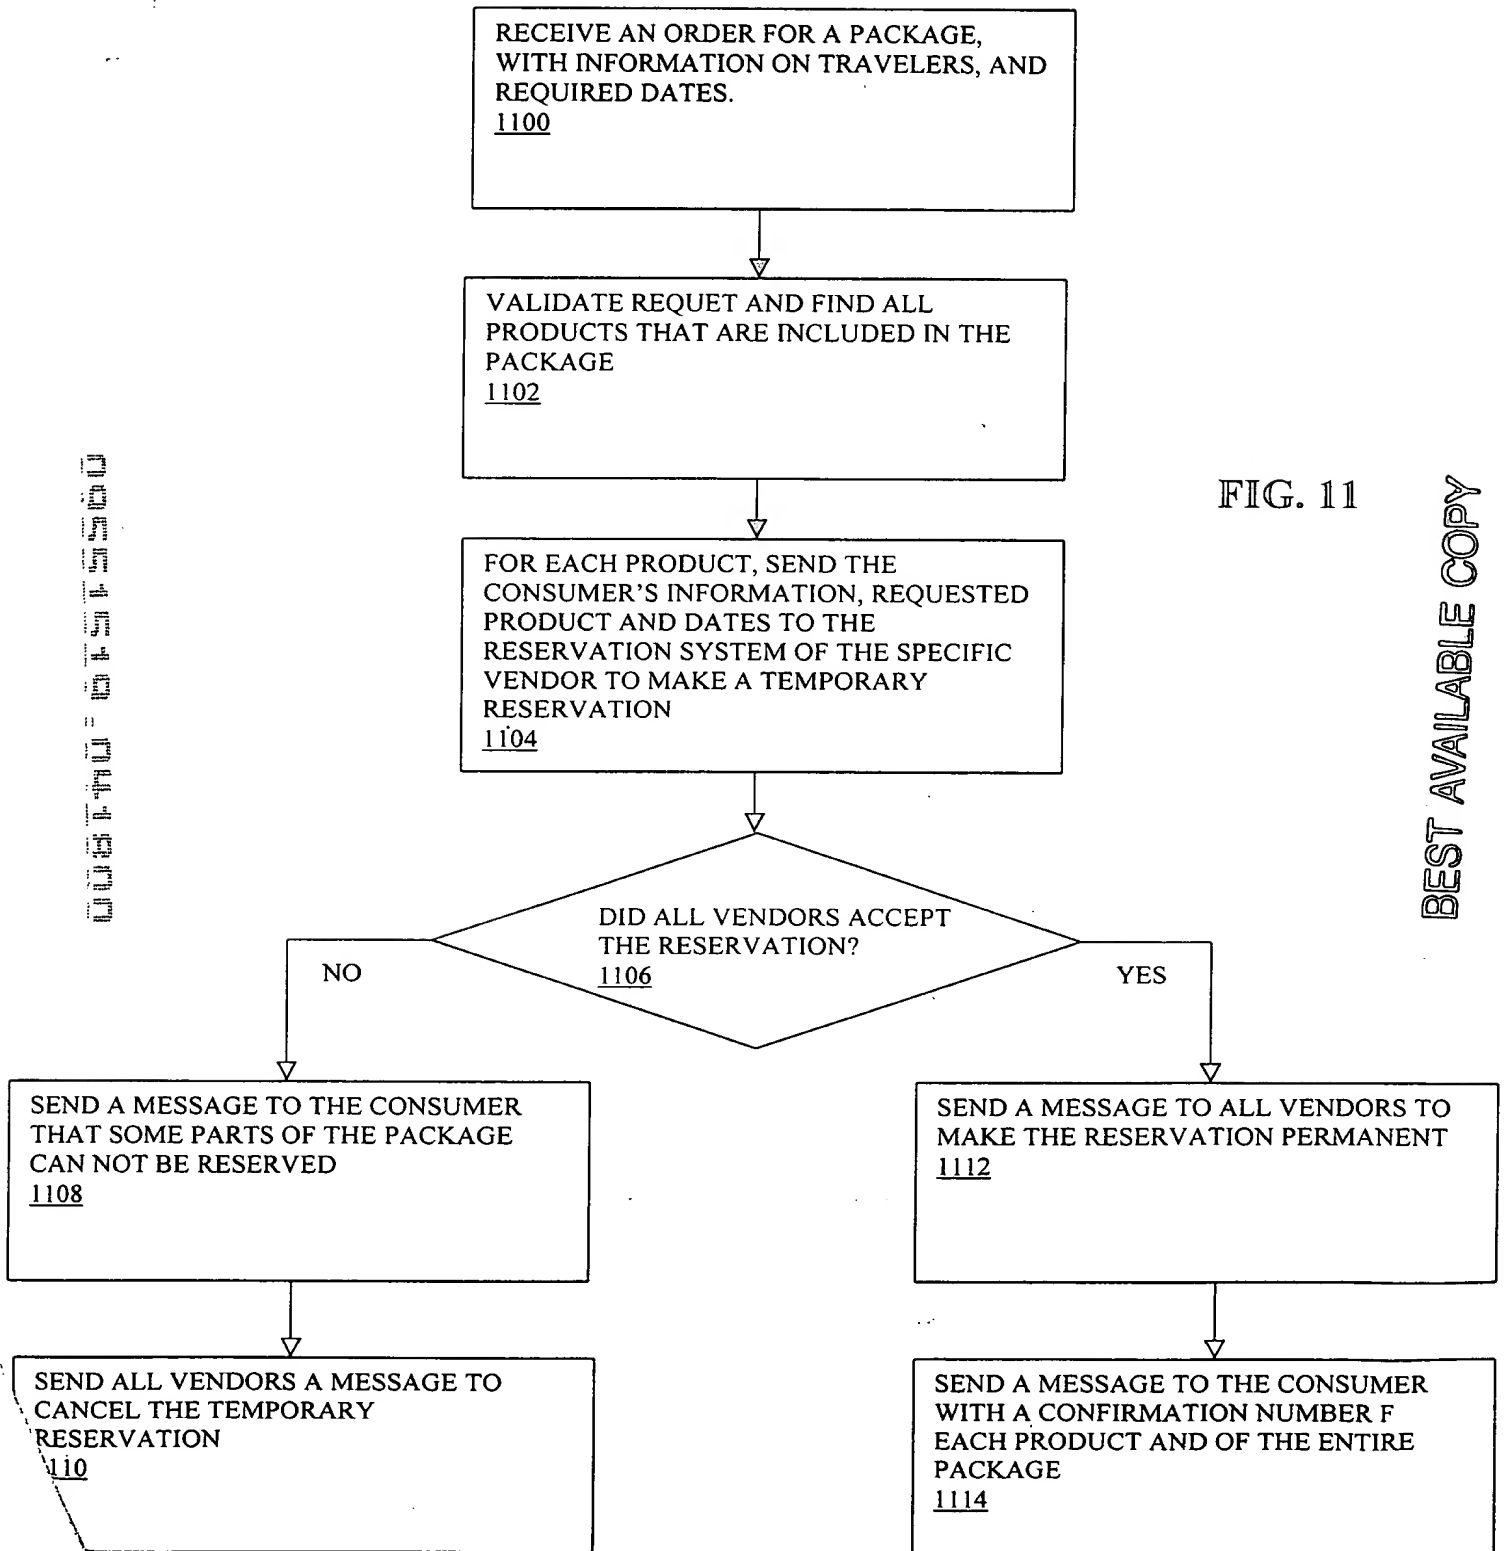 RECEIVE AN ORDER FOR A PACKAGE,
WITH INFORMATION ON TRAVELERS, AND
REQUIRED DATES.
1100
VALIDATE REQUET AND FIND ALL
PRODUCTS THAT ARE INCLUDED IN THE
PACKAGE
1102
FIG. 11
BEST AVAILABLE COPY
FOR EACH PRODUCT, SEND THE
CONSUMER'S INFORMATION, REQUESTED
PRODUCT AND DATES TO THE
RESERVATION SYSTEM OF THE SPECIFIC
VENDOR TO MAKE A TEMPORARY
RESERVATION
1104
DID ALL VENDORS ACCEPT
THE RESERVATION?
1106
NO
YES
SEND A MESSAGE TO THE CONSUMER
THAT SOME PARTS OF THE PACKAGE
CAN NOT BE RESERVED
1108
SEND A MESSAGE TO ALL VENDORS TO
MAKE THE RESERVATION PERMANENT
1112
SEND ALL VENDORS A MESSAGE TO
CANCEL THE TEMPORARY
RESERVATION
110
SEND A MESSAGE TO THE CONSUMER
WITH A CONFIRMATION NUMBER F
EACH PRODUCT AND OF THE ENTIRE
PACKAGE
1114